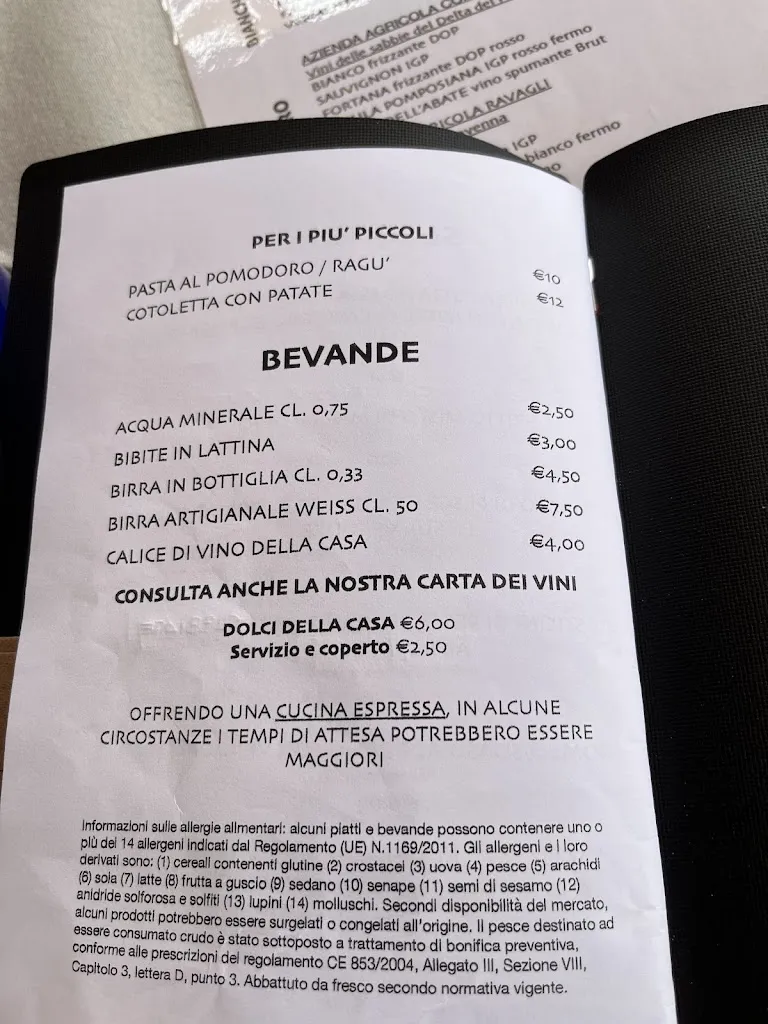 BIANCH
AZIENDA AGRICOLA
Vini delle sabbie del Delta del
BIANCO frizzante DOP
SAUVIGNON IGP
FORTANA frizzante DOP rosso
POMPOSIANA IGP rosso fermo
DELL'ABATE vino spumante Brut
RAVAGLI
IGP
bianco fermo
PER I PIU' PICCOLI
PASTA AL POMODORO / RAGU' €10
COTOLETTA CON PATATE €12
BEVANDE
ACQUA MINERALE CL. 0,75 €2,50
BIBITE IN LATTINA €3,00
BIRRA IN BOTTIGLIA CL. 0,33 €4,50
BIRRA ARTIGIANALE WEISS CL. 50 €7,50
CALICE DI VINO DELLA CASA €4,00
CONSULTA ANCHE LA NOSTRA CARTA DEI VINI
DOLCI DELLA CASA €6,00
Servizio e coperto €2,50
OFFRENDO UNA CUCINA ESPRESSA, IN ALCUNE
CIRCOSTANZE I TEMPI DI ATTESA POTREBBERO ESSERE
MAGGIORI
Informazioni sulle allergie alimentari: alcuni piatti e bevande possono contenere uno o
più dei 14 allergeni indicati dal Regolamento (UE) N.1169/2011. Gli allergeni e i loro
derivati sono: (1) cereali contenenti glutine (2) crostacei (3) uova (4) pesce (5) arachidi
(6) soia (7) latte (8) frutta a guscio (9) sedano (10) senape (11) semi di sesamo (12)
anidride solforosa e solfiti (13) lupini (14) molluschi. Secondi disponibilità del mercato,
alcuni prodotti potrebbero essere surgelati o congelati all'origine. Il pesce destinato ad
essere consumato crudo è stato sottoposto a trattamento di bonifica preventiva,
conforme alle prescrizioni del regolamento CE 853/2004, Allegato III, Sezione VIII,
Capitolo 3, lettera D, punto 3. Abbattuto da fresco secondo normativa vigente.